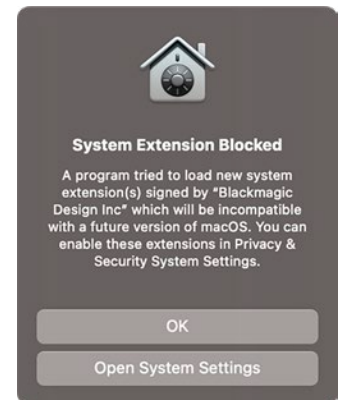 System Extension Blocked
A program tried to load new system
extension(s) signed by “Blackmagic
Design Inc” which will be incompatible
with a future version of macOS. You can
enable these extensions in Privacy &
Security System Settings.
OK
Open System Settings